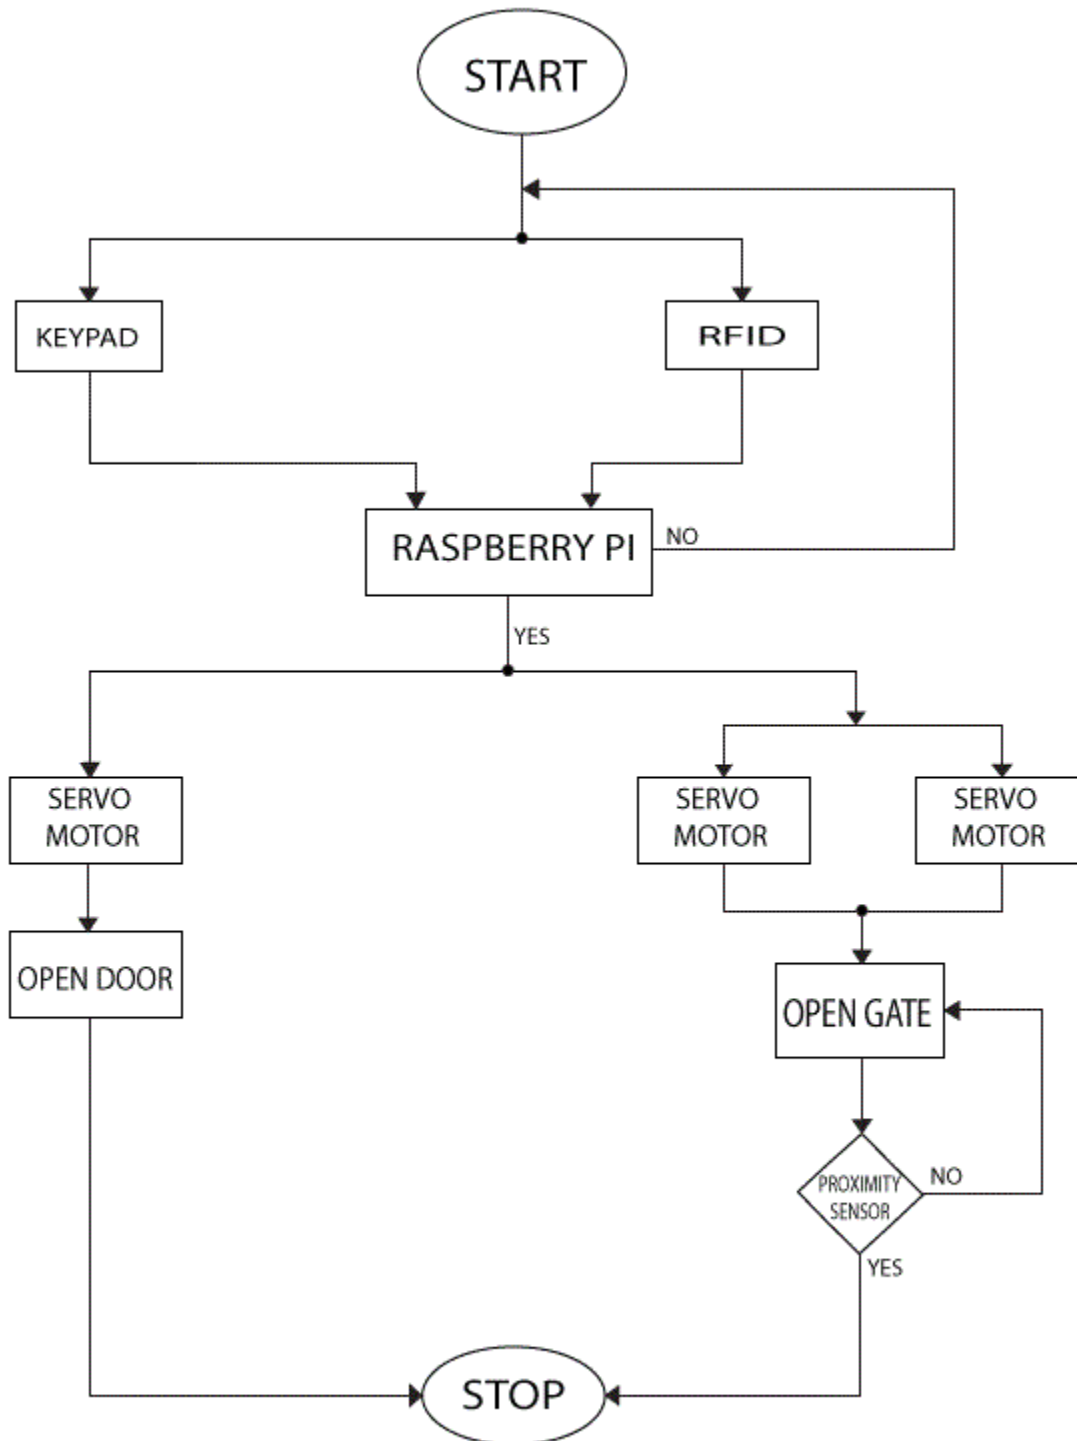 START
KEYPAD
RFID
RASPBERRY PI
NO
YES
SERVO
MOTOR
SERVO
MOTOR
SERVO
MOTOR
OPEN DOOR
OPEN GATE
PROXIMITY
SENSOR
NO
YES
STOP